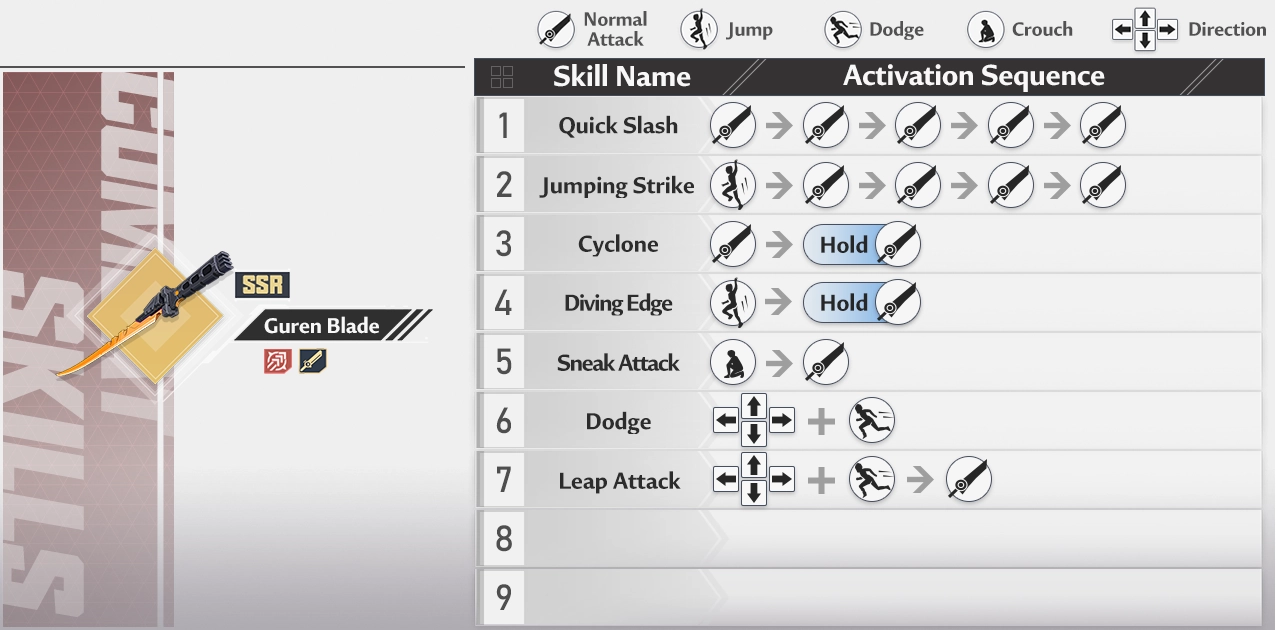 Normal
Attack
Jump
Dodge
Crouch
Direction
Skill Name
Activation Sequence
1 Quick Slash
2 Jumping Strike
3 Cyclone Hold
4 Diving Edge Hold
5 Sneak Attack
6 Dodge
7 Leap Attack
8
9
SSR
Guren Blade
SKILLS